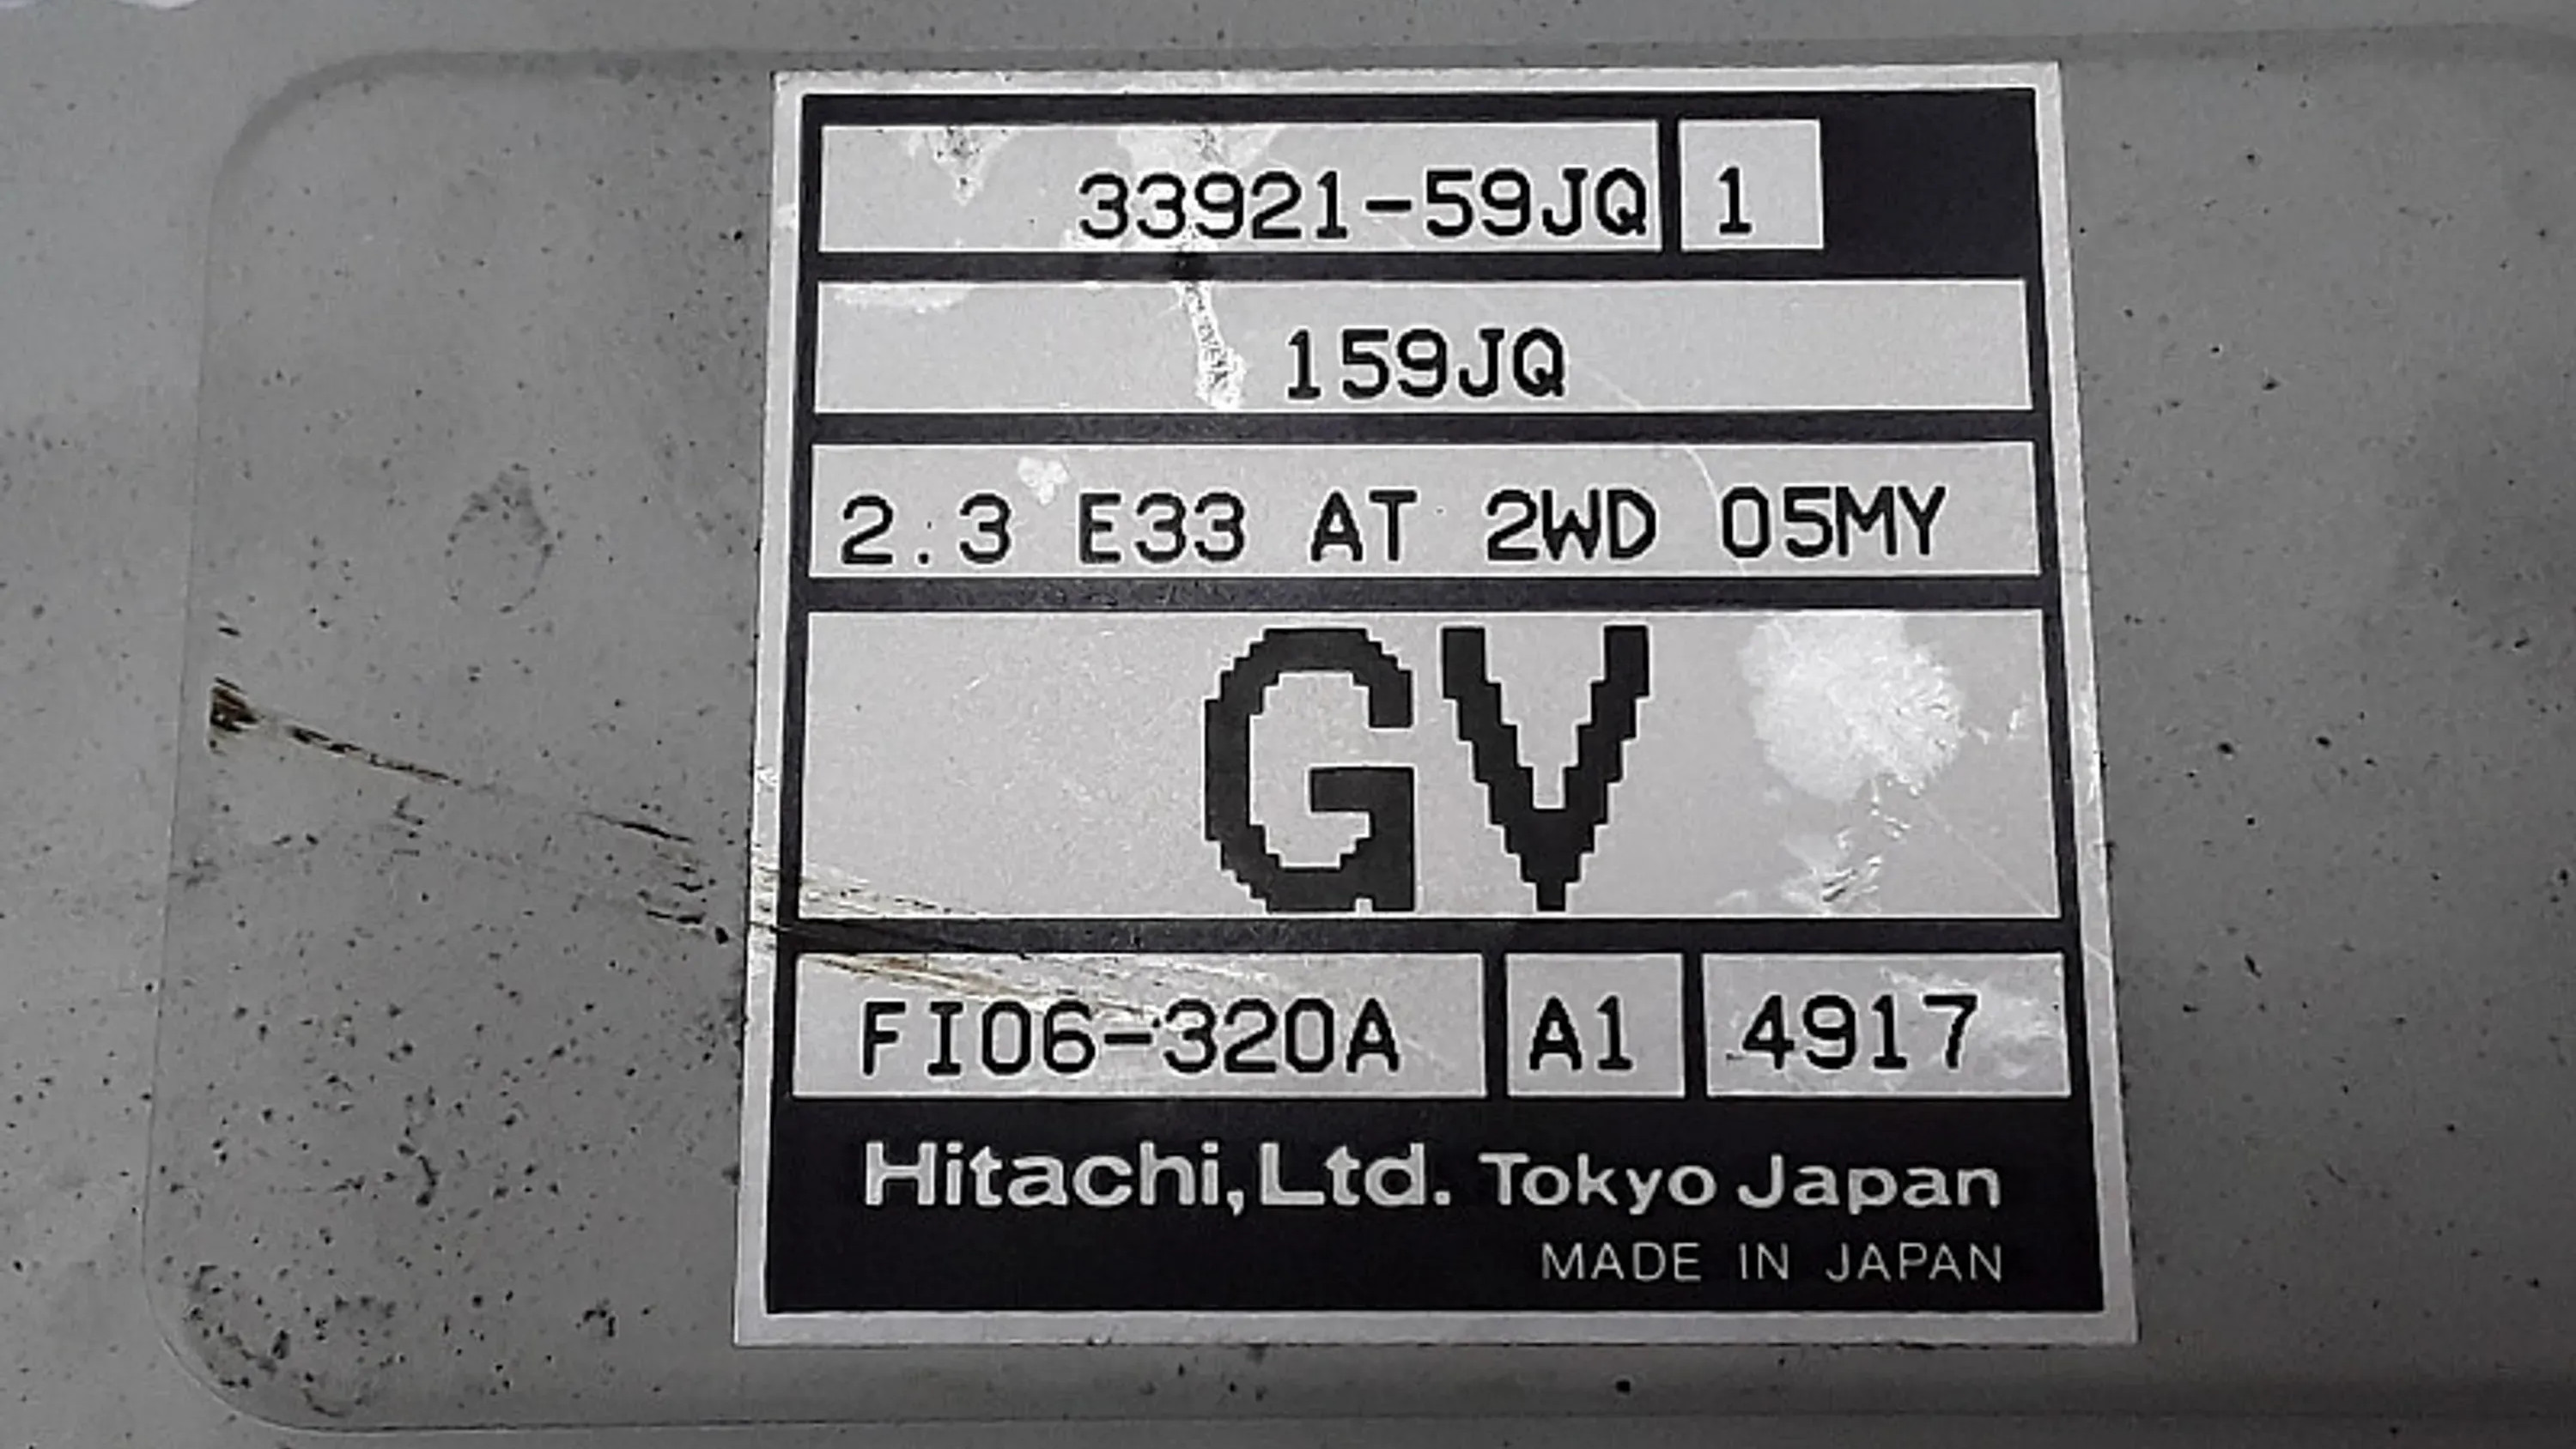 33921-59JQ 1
159JQ
2.3 E33 AT 2WD 05MY
GV
FI06-320A A1 4917
Hitachi,Ltd. Tokyo Japan
MADE IN JAPAN